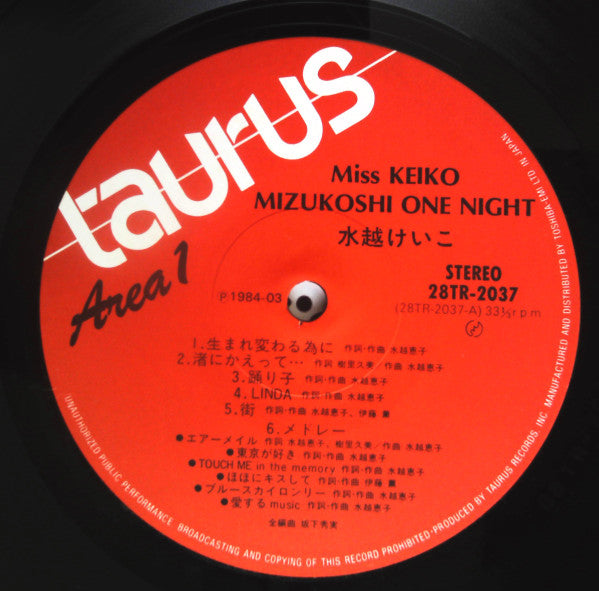 taurus
Area 1
Miss KEIKO
MIZUKOSHI ONE NIGHT
水越けいこ
STEREO
28TR-2037
(28TR-2037-A) 33⅓rpm
Ⓟ1984-03
1.生まれ変わる為に 作詞・作曲 水越恵子
2.渚にかえって… 作詞 樹里久美/作曲 水越恵子
3.踊り子 作詞・作曲 水越恵子
4.LINDA 作詞・作曲 水越恵子
5.街 作詞・作曲 水越恵子、伊藤 薫
6.メドレー
●エアーメイル 作詞 水越恵子、樹里久美/作曲 水越恵子
●東京が好き 作詞・作曲 水越恵子
●TOUCH ME in the memory 作詞・作曲 水越恵子
●ほほにキスして 作詞・作曲 伊藤 薫
●ブルースカイロンリー 作詞・作曲 水越恵子
●愛するmusic 作詞・作曲 水越恵子
全編曲 坂下秀実
UNAUTHORIZED PUBLIC PERFORMANCE, BROADCASTING AND COPYING OF THIS RECORD PROHIBITED・PRODUCED BY TAURUS RECORDS INC. MANUFACTURED AND DISTRIBUTED BY TOSHIBA-EMI LTD IN JAPAN